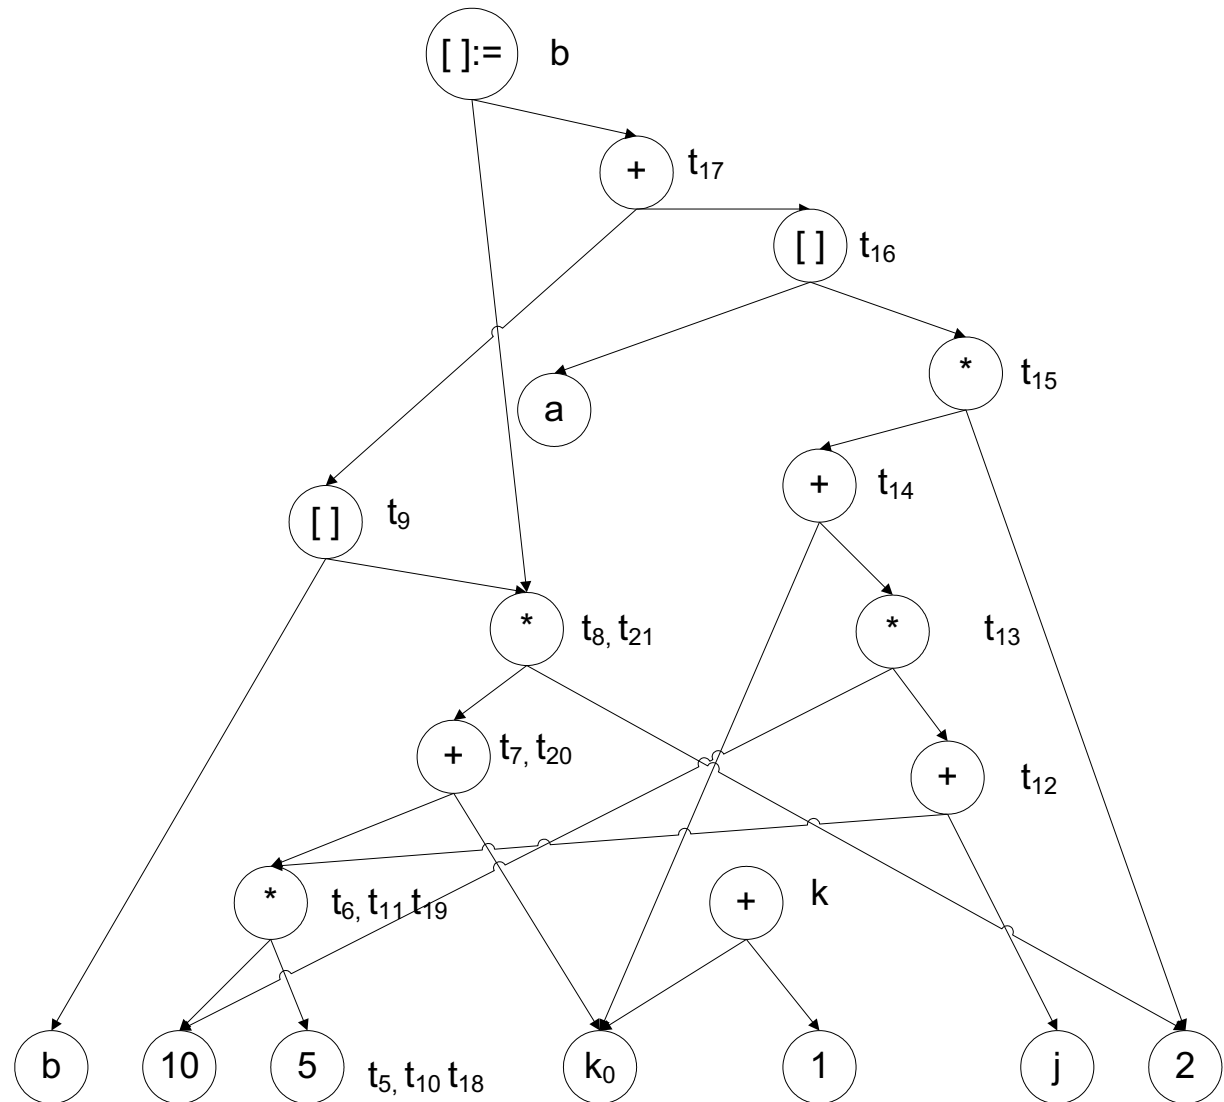 [ ]:= b
+ t17
[ ] t16
* t15
a
+ t14
[ ] t9
* t8, t21
* t13
+ t7, t20
+ t12
* t6, t11 t19
+ k
b 10 5 t5, t10 t18 k0 1 j 2